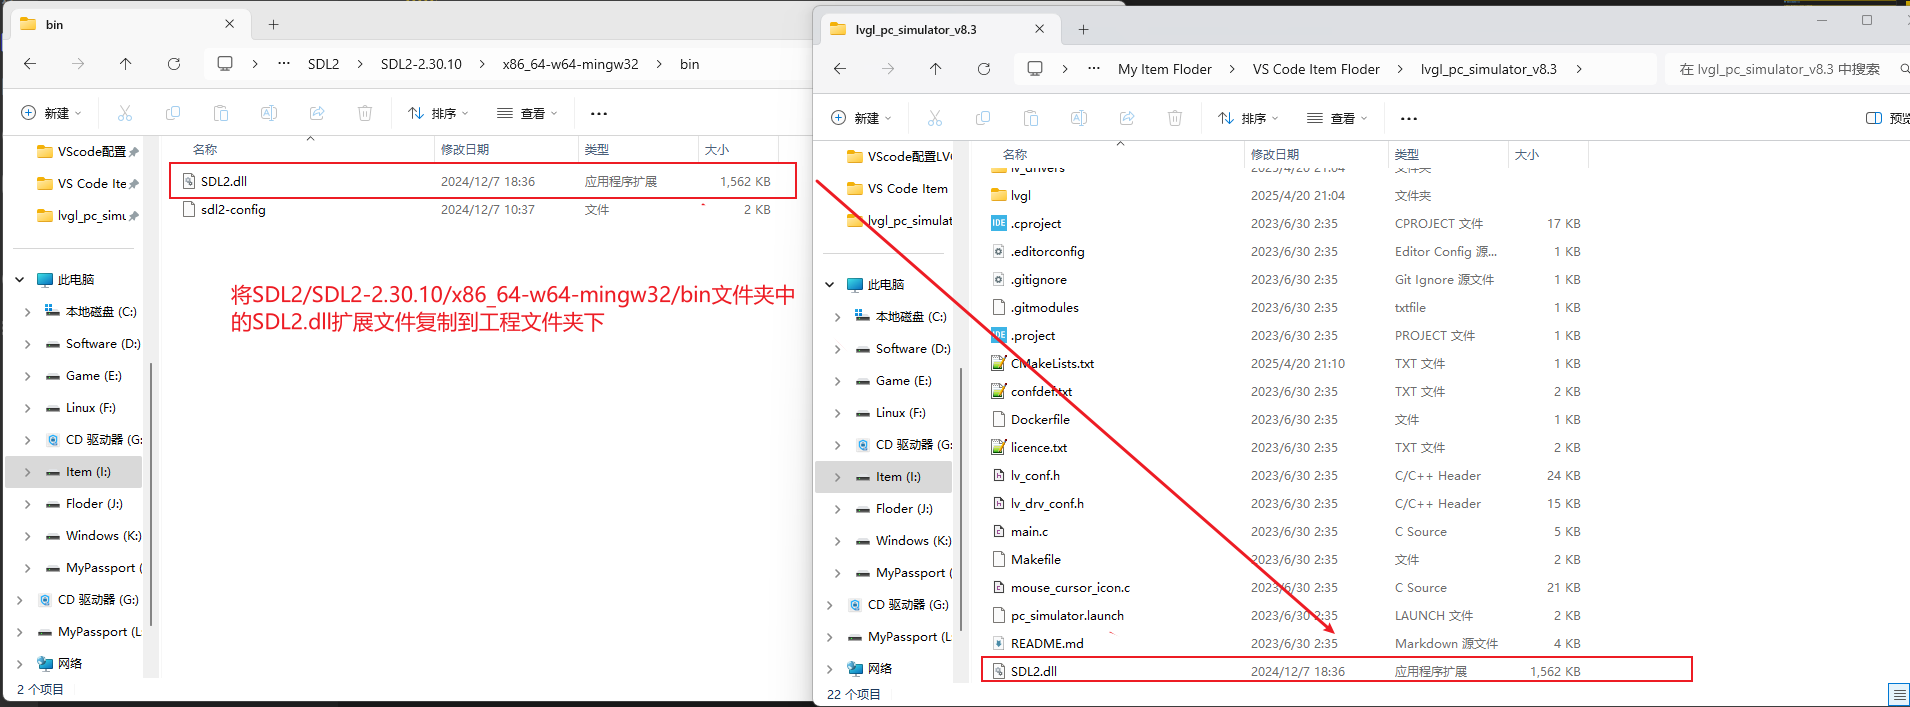 bin
SDL2 > SDL2-2.30.10 > x86_64-w64-mingw32 > bin
新建 排序 查看
名称 修改日期 类型 大小
SDL2.dll 2024/12/7 18:36 应用程序扩展 1,562 KB
sdl2-config 2024/12/7 10:37 文件 2 KB
将SDL2/SDL2-2.30.10/x86_64-w64-mingw32/bin文件夹中
的SDL2.dll扩展文件复制到工程文件夹下
VScode配置
VS Code Ite
lvgl_pc_simu
此电脑
本地磁盘 (C:)
Software (D:)
Game (E:)
Linux (F:)
CD 驱动器 (G:
Item (I:)
Floder (J:)
Windows (K:)
MyPassport (
CD 驱动器 (G:)
MyPassport (L
网络
2 个项目
lvgl_pc_simulator_v8.3
My Item Floder > VS Code Item Floder > lvgl_pc_simulator_v8.3 >
在 lvgl_pc_simulator_v8.3 中搜索
新建 排序 查看 预览
VScode配置LV
VS Code Item
lvgl_pc_simulat
此电脑
本地磁盘 (C:)
Software (D:)
Game (E:)
Linux (F:)
CD 驱动器 (G:
Item (I:)
Floder (J:)
Windows (K:)
MyPassport (
CD 驱动器 (G:)
MyPassport (L
网络
名称 修改日期 类型 大小
lv_drivers 2025/4/20 21:04 文件夹
lvgl 2025/4/20 21:04 文件夹
.cproject 2023/6/30 2:35 CPROJECT 文件 17 KB
.editorconfig 2023/6/30 2:35 Editor Config 源... 1 KB
.gitignore 2023/6/30 2:35 Git Ignore 源文件 1 KB
.gitmodules 2023/6/30 2:35 txtfile 1 KB
.project 2023/6/30 2:35 PROJECT 文件 1 KB
CMakeLists.txt 2025/4/20 21:10 TXT 文件 1 KB
confdef.txt 2023/6/30 2:35 TXT 文件 2 KB
Dockerfile 2023/6/30 2:35 文件 1 KB
licence.txt 2023/6/30 2:35 TXT 文件 2 KB
lv_conf.h 2023/6/30 2:35 C/C++ Header 24 KB
lv_drv_conf.h 2023/6/30 2:35 C/C++ Header 15 KB
main.c 2023/6/30 2:35 C Source 5 KB
Makefile 2023/6/30 2:35 文件 2 KB
mouse_cursor_icon.c 2023/6/30 2:35 C Source 21 KB
pc_simulator.launch 2023/6/30 2:35 LAUNCH 文件 2 KB
README.md 2023/6/30 2:35 Markdown 源文件 4 KB
SDL2.dll 2024/12/7 18:36 应用程序扩展 1,562 KB
22 个项目